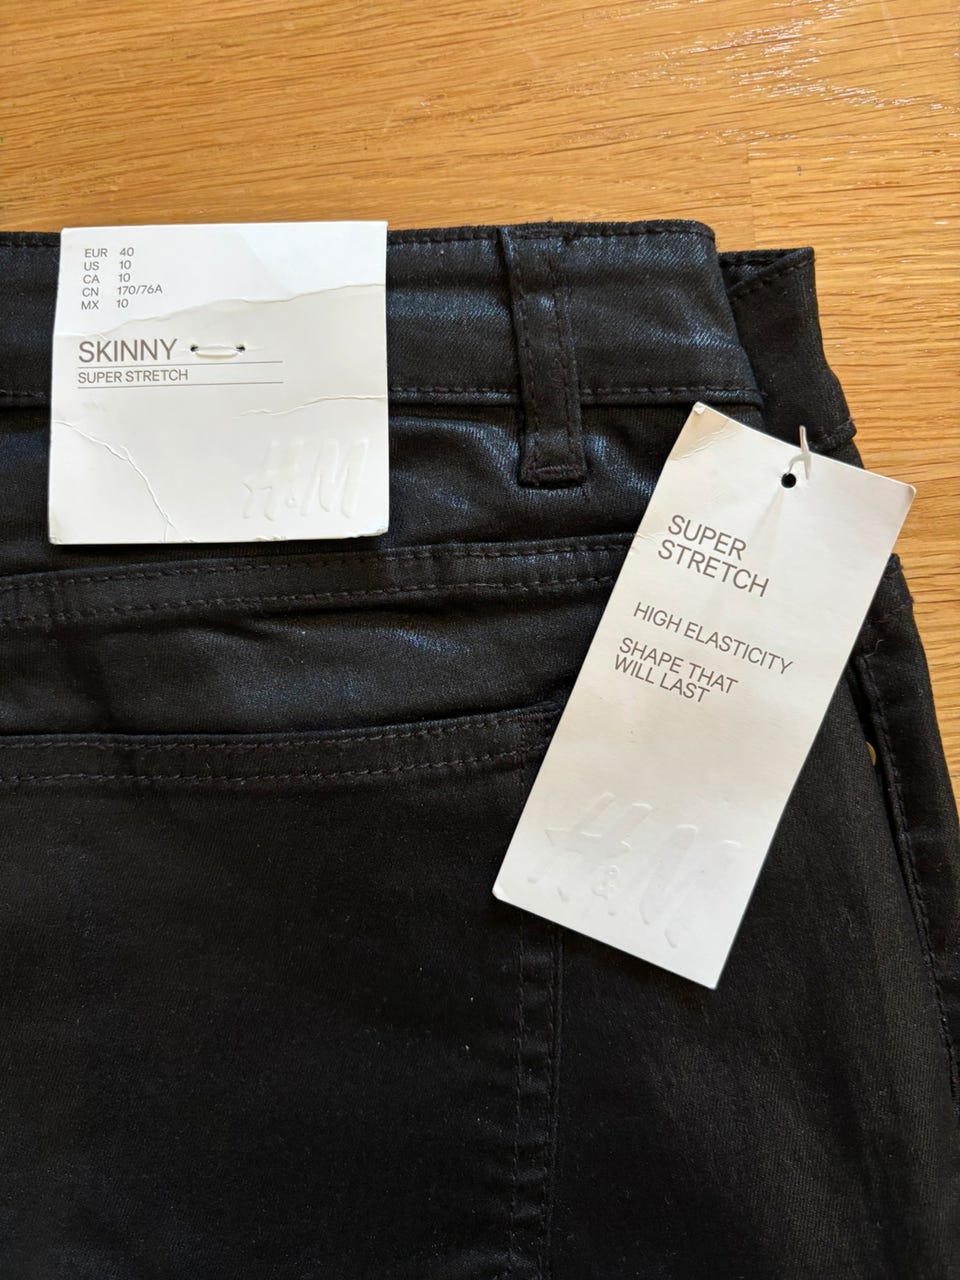 EUR 40
US 10
CA 10
CN 170/76A
MX 10
SKINNY
SUPER STRETCH
H&M
SUPER
STRETCH
HIGH ELASTICITY
SHAPE THAT
WILL LAST
H&M